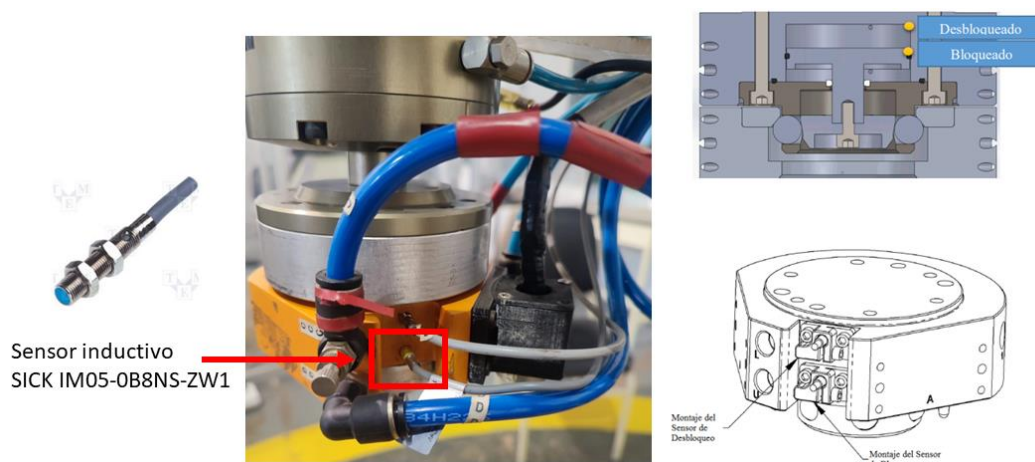 Desbloqueado
Bloqueado
Sensor inductivo
SICK IM05-0B8NS-ZW1
D
D
A
U
Montaje del
Sensor de
Desbloqueo
Montaje del Sensor